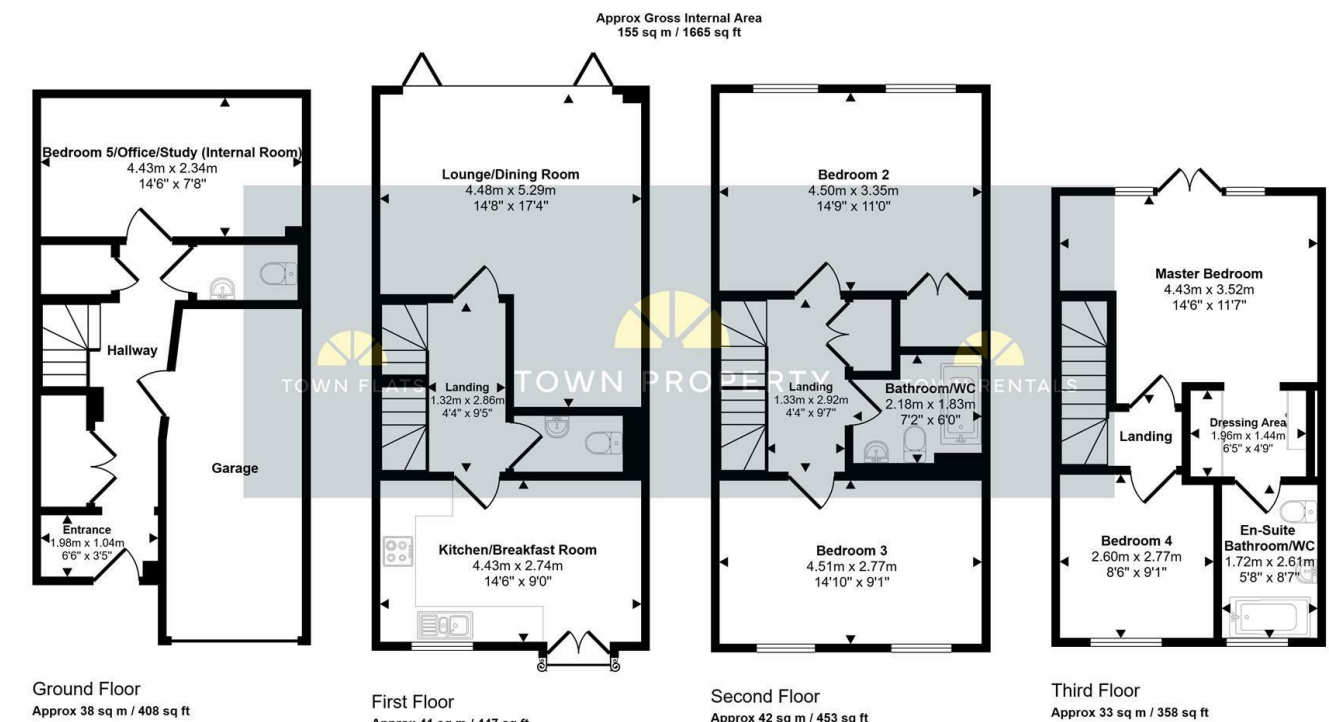 Approx Gross Internal Area
155 sq m / 1665 sq ft
Bedroom 5/Office/Study (Internal Room)
4.43m x 2.34m
14'6" x 7'8"
Hallway
Garage
Entrance
1.98m x 1.04m
6'6" x 3'5"
Ground Floor
Approx 38 sq m / 408 sq ft
Lounge/Dining Room
4.48m x 5.29m
14'8" x 17'4"
Landing
1.32m x 2.86m
4'4" x 9'5"
Kitchen/Breakfast Room
4.43m x 2.74m
14'6" x 9'0"
First Floor
Approx 41 sq m / 447 sq ft
Bedroom 2
4.50m x 3.35m
14'9" x 11'0"
Landing
1.33m x 2.92m
4'4" x 9'7"
Bathroom/WC
2.18m x 1.83m
7'2" x 6'0"
Bedroom 3
4.51m x 2.77m
14'10" x 9'1"
Second Floor
Approx 42 sq m / 453 sq ft
Master Bedroom
4.43m x 3.52m
14'6" x 11'7"
Landing
Dressing Area
1.96m x 1.44m
6'5" x 4'9"
Bedroom 4
2.60m x 2.77m
8'6" x 9'1"
En-Suite
Bathroom/WC
1.72m x 2.61m
5'8" x 8'7"
Third Floor
Approx 33 sq m / 358 sq ft
TOWN FLATS
TOWN PROPERTY
TOWN RENTALS